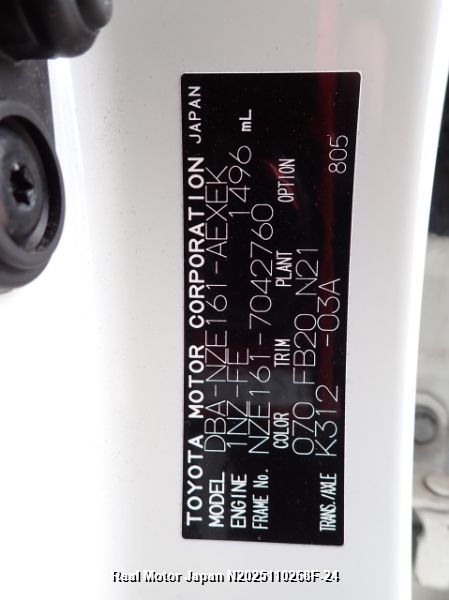 TOYOTA MOTOR CORPORATION JAPAN
MODEL DBA-NZE161-AEXEK
ENGINE 1NZ-FE 1496 mL
FRAME No. NZE161-7042760
COLOR TRIM PLANT OPTION
070 FB20 N21
TRANS./AXLE K312 -03A 805
Real Motor Japan N2025110268F-24